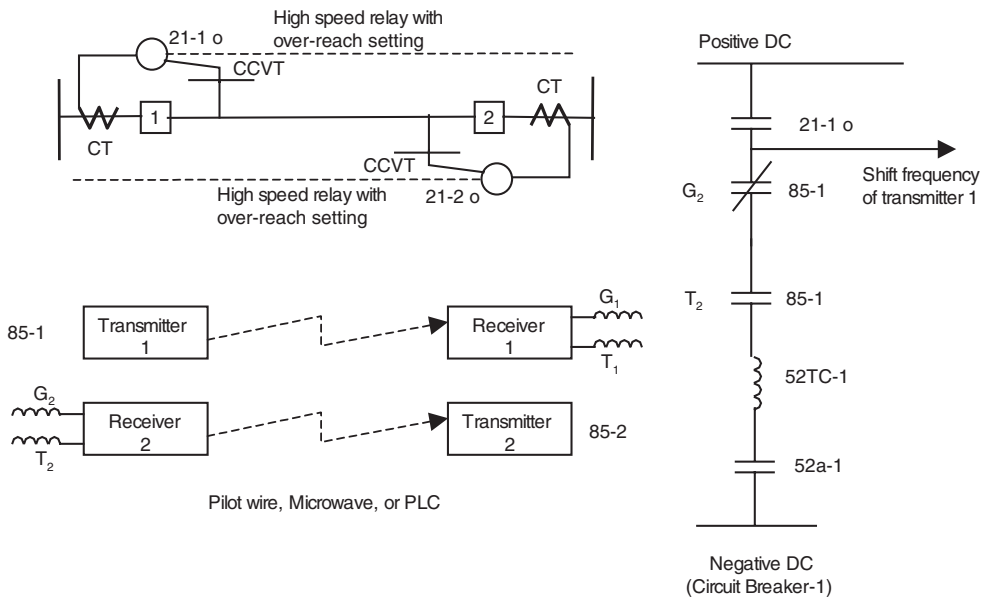 High speed relay with
over-reach setting
21-1 o
CCVT
1
2
CT
CT
CCVT
High speed relay with
over-reach setting
21-2 o
85-1
Transmitter
1
Receiver
1
G1
T1
G2
T2
Receiver
2
Transmitter
2
85-2
Pilot wire, Microwave, or PLC
Positive DC
21-1 o
Shift frequency
of transmitter 1
G2
85-1
T2
85-1
52TC-1
52a-1
Negative DC
(Circuit Breaker-1)